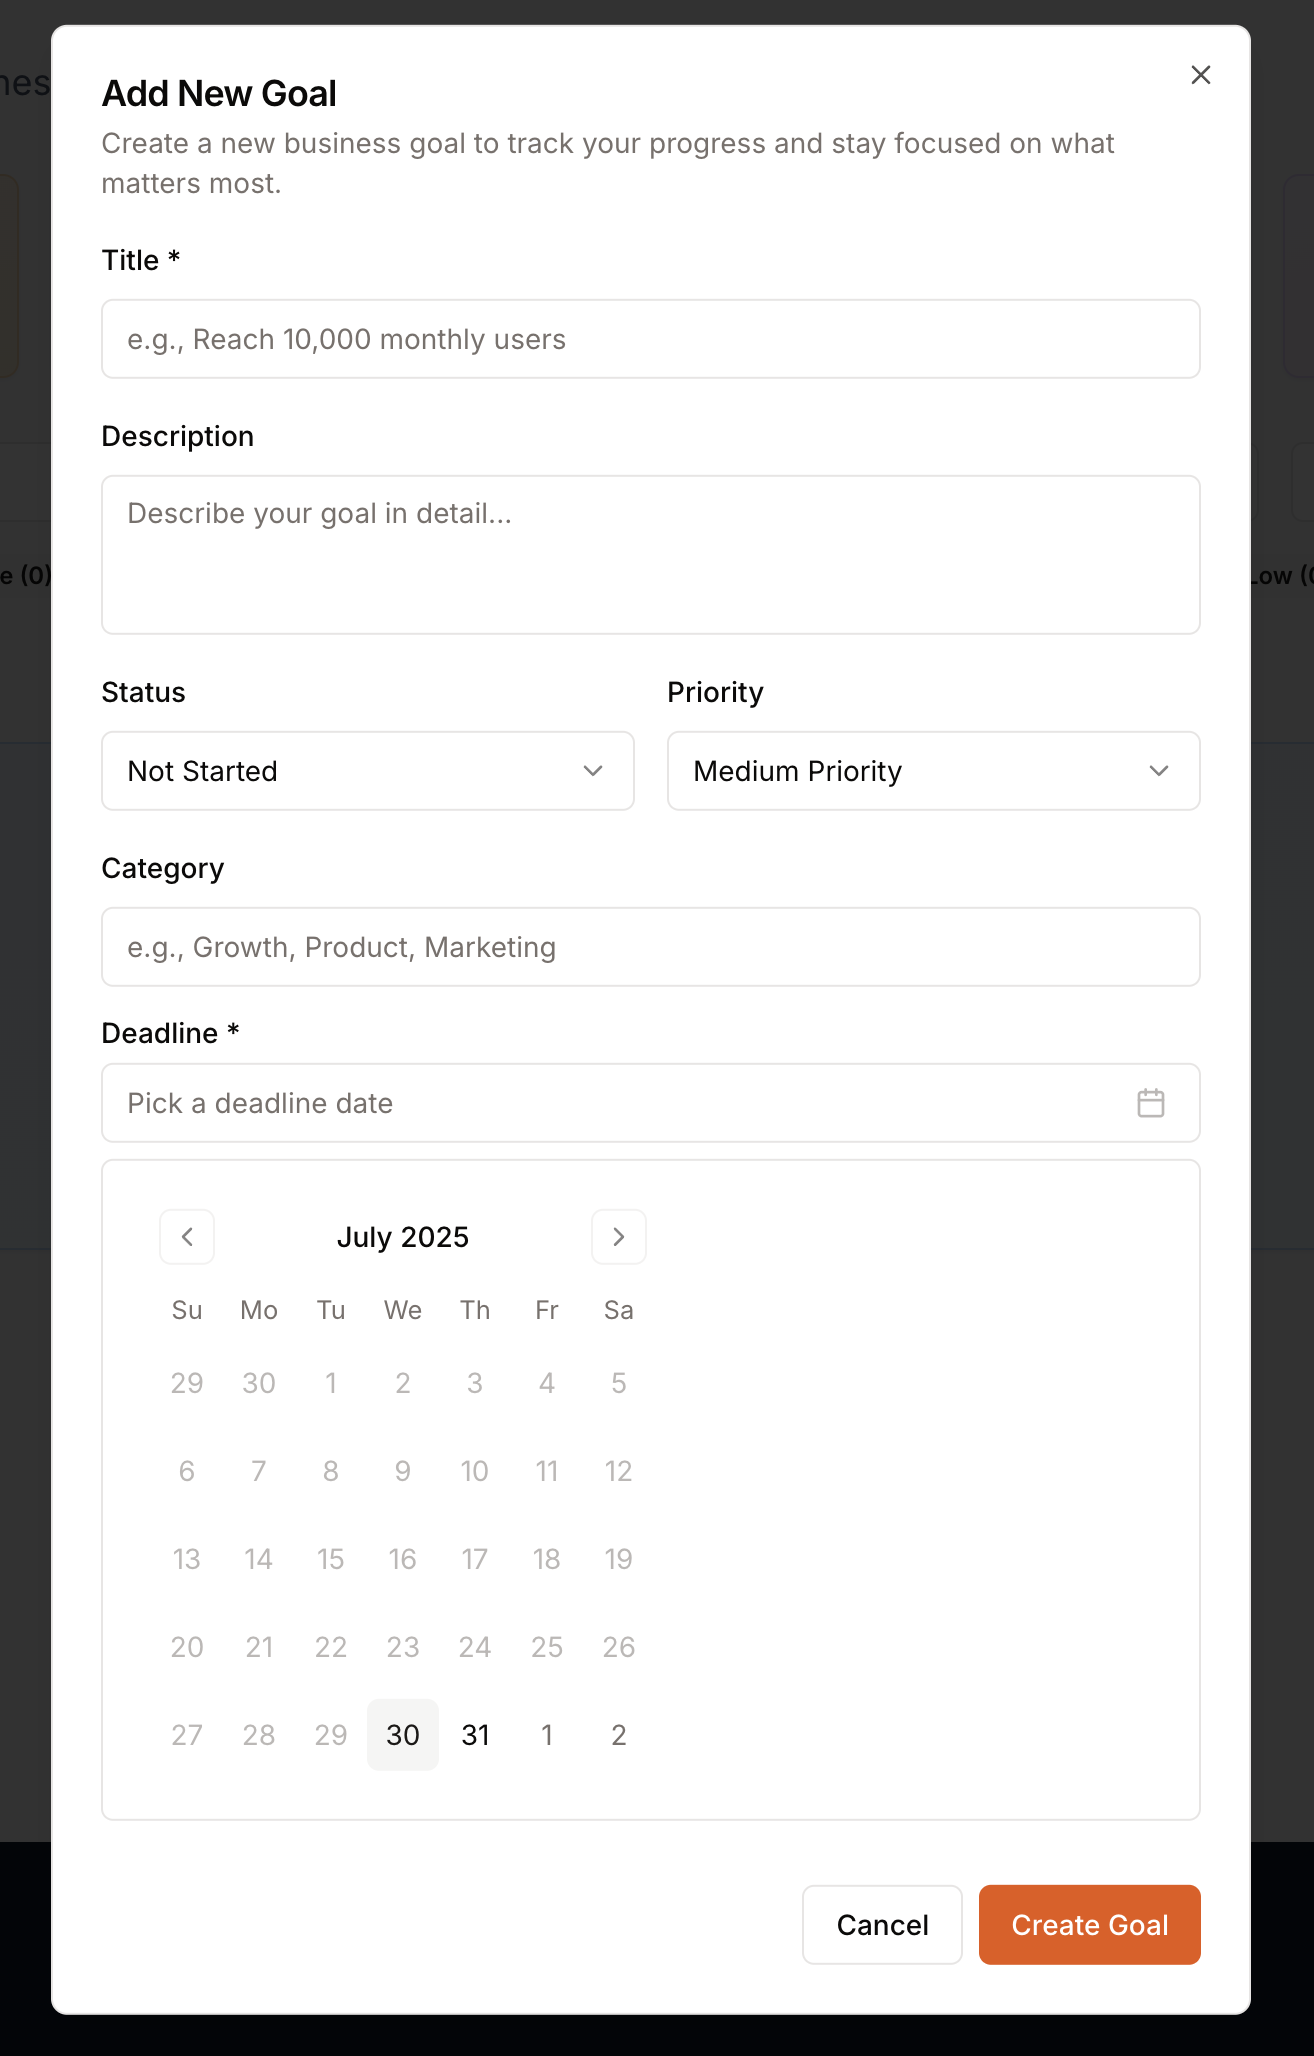 nes
Add New Goal
Create a new business goal to track your progress and stay focused on what
matters most.
Title *
e.g., Reach 10,000 monthly users
Description
Describe your goal in detail...
e (0)
Low (0
Status
Priority
Not Started
Medium Priority
Category
e.g., Growth, Product, Marketing
Deadline *
Pick a deadline date
July 2025
Su Mo Tu We Th Fr Sa
29 30 1 2 3 4 5
6 7 8 9 10 11 12
13 14 15 16 17 18 19
20 21 22 23 24 25 26
27 28 29 30 31 1 2
Cancel
Create Goal